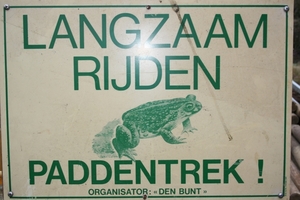 LANGZAAM
RIJDEN
PADDENTREK !
ORGANISATOR: «DEN BUNT»